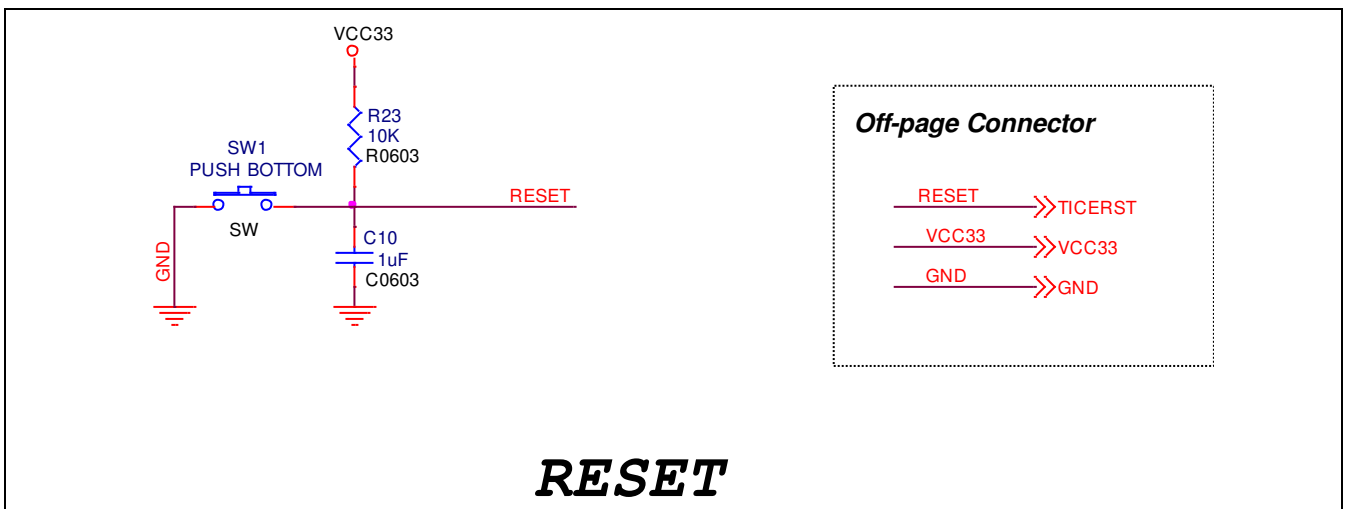 VCC33
R23
10K
R0603
SW1
PUSH BOTTOM
SW
RESET
GND
C10
1uF
C0603
Off-page Connector
RESET
TICERST
VCC33
VCC33
GND
GND
RESET